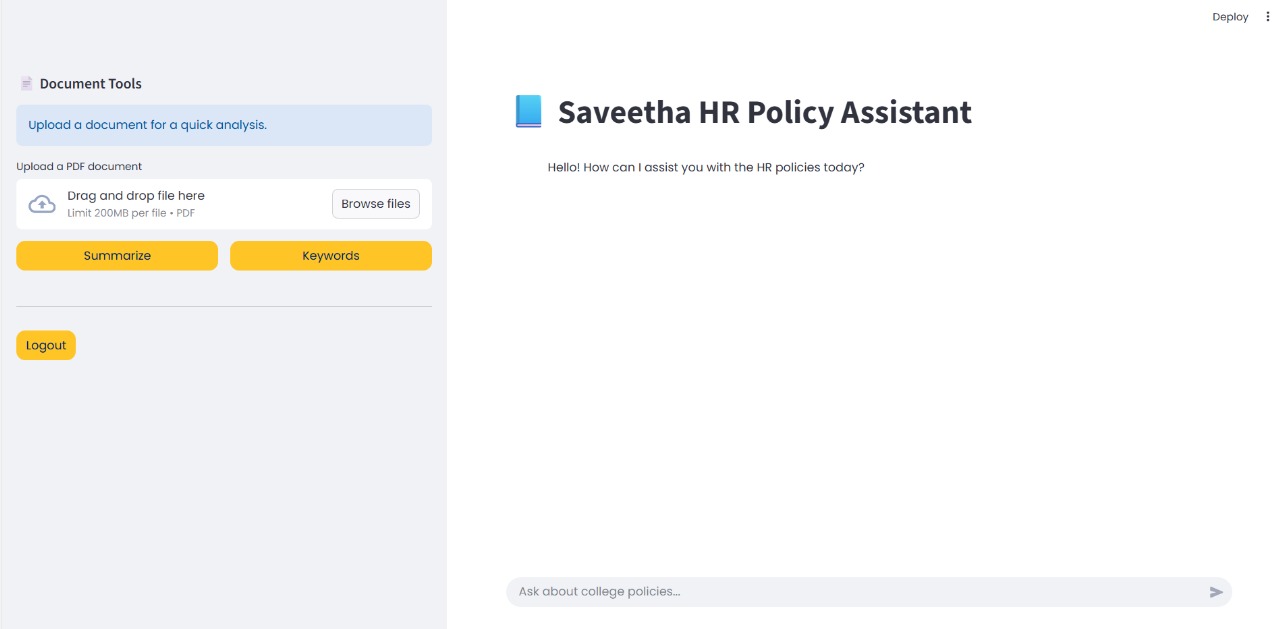 Deploy
Document Tools
Upload a document for a quick analysis.
Upload a PDF document
Drag and drop file here
Limit 200MB per file • PDF
Browse files
Summarize
Keywords
Logout
Saveetha HR Policy Assistant
Hello! How can I assist you with the HR policies today?
Ask about college policies...